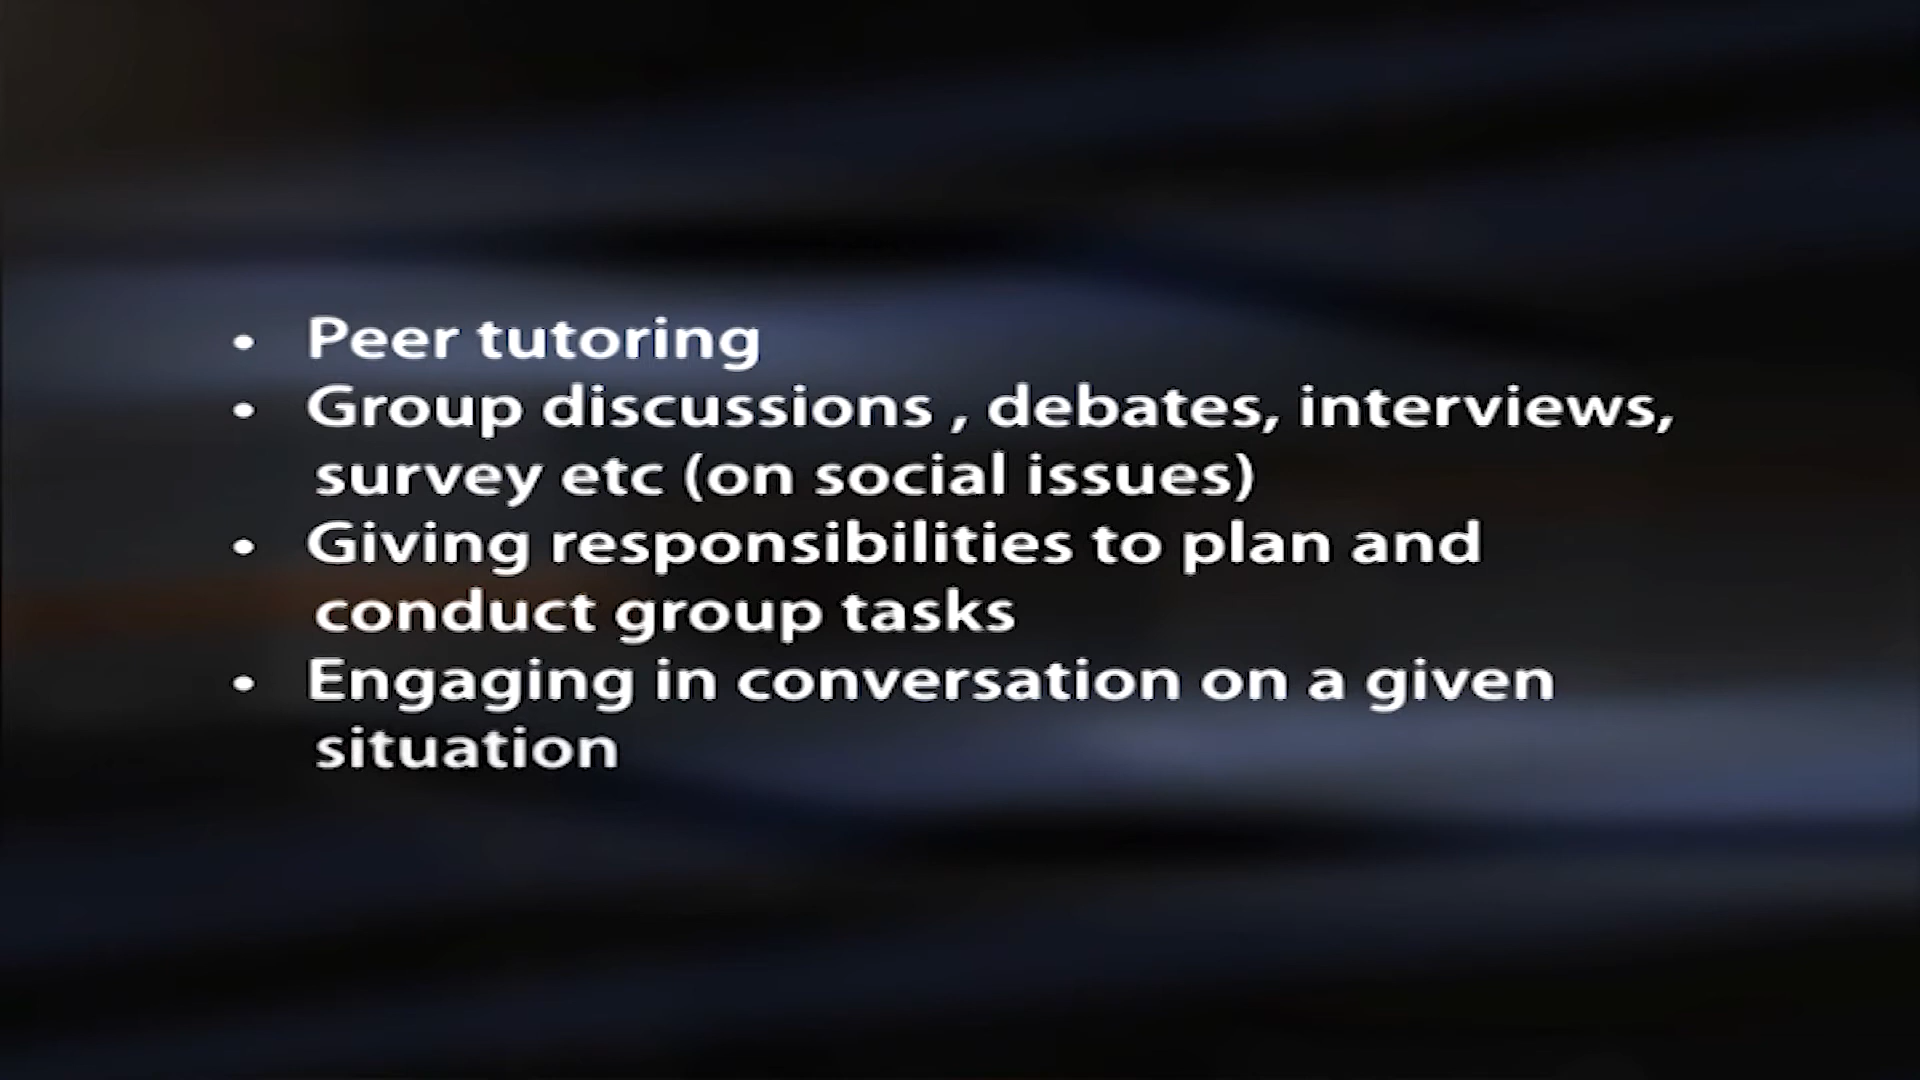 • Peer tutoring
• Group discussions , debates, interviews,
survey etc (on social issues)
• Giving responsibilities to plan and
conduct group tasks
• Engaging in conversation on a given
situation